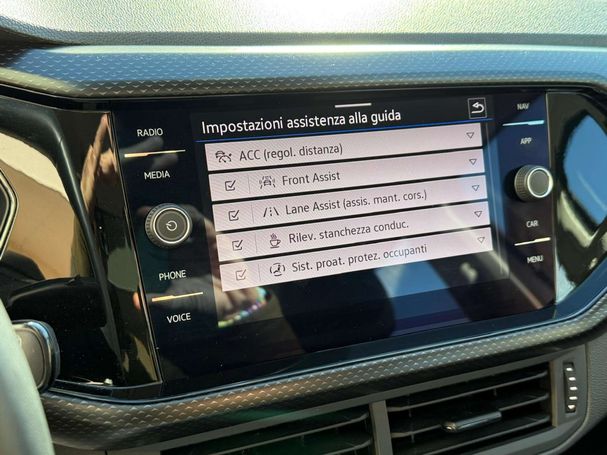 RADIO
MEDIA
PHONE
VOICE
Impostazioni assistenza alla guida
ACC (regol. distanza)
Front Assist
Lane Assist (assis. mant. cors.)
Rilev. stanchezza conduc.
Sist. proat. protez. occupanti
NAV
APP
CAR
MENU